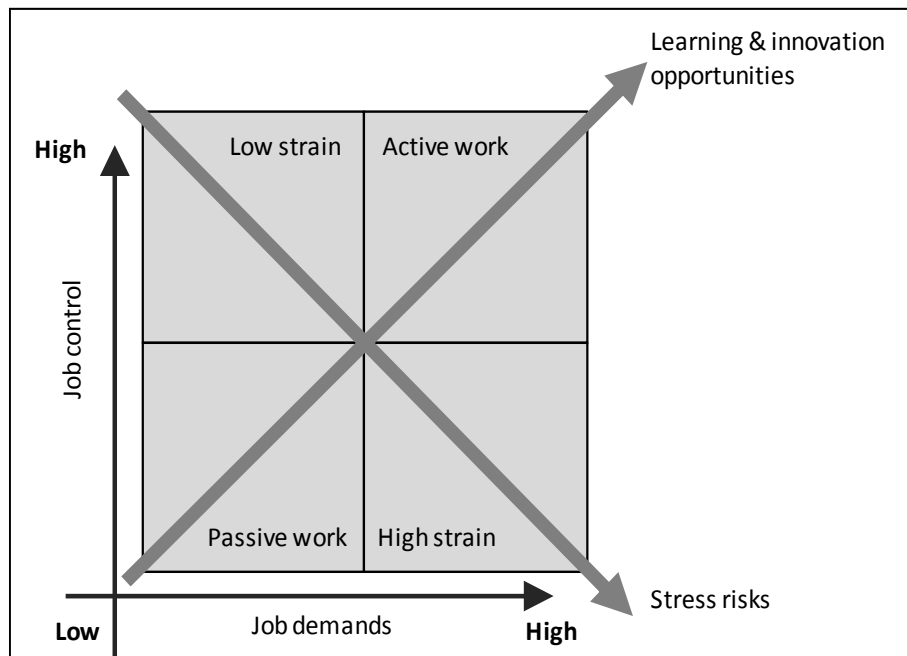 Learning & innovation
opportunities
High
Low strain
Active work
Job control
Passive work
High strain
Stress risks
Low
Job demands
High